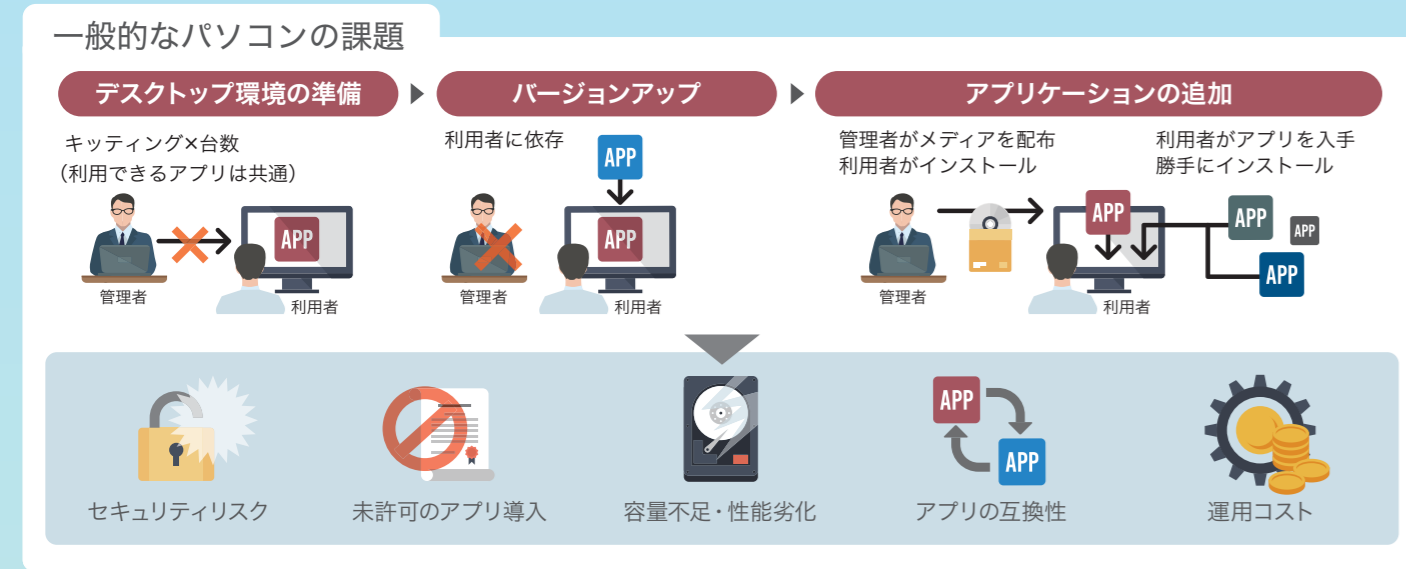 一般的なパソコンの課題
デスクトップ環境の準備
キッティング×台数
（利用できるアプリは共通）
APP
管理者
利用者
バージョンアップ
利用者に依存
APP
APP
管理者
利用者
アプリケーションの追加
管理者がメディアを配布
利用者がインストール
利用者がアプリを入手
勝手にインストール
APP
APP
APP
APP
管理者
利用者
セキュリティリスク
未許可のアプリ導入
容量不足・性能劣化
APP
APP
アプリの互換性
運用コスト